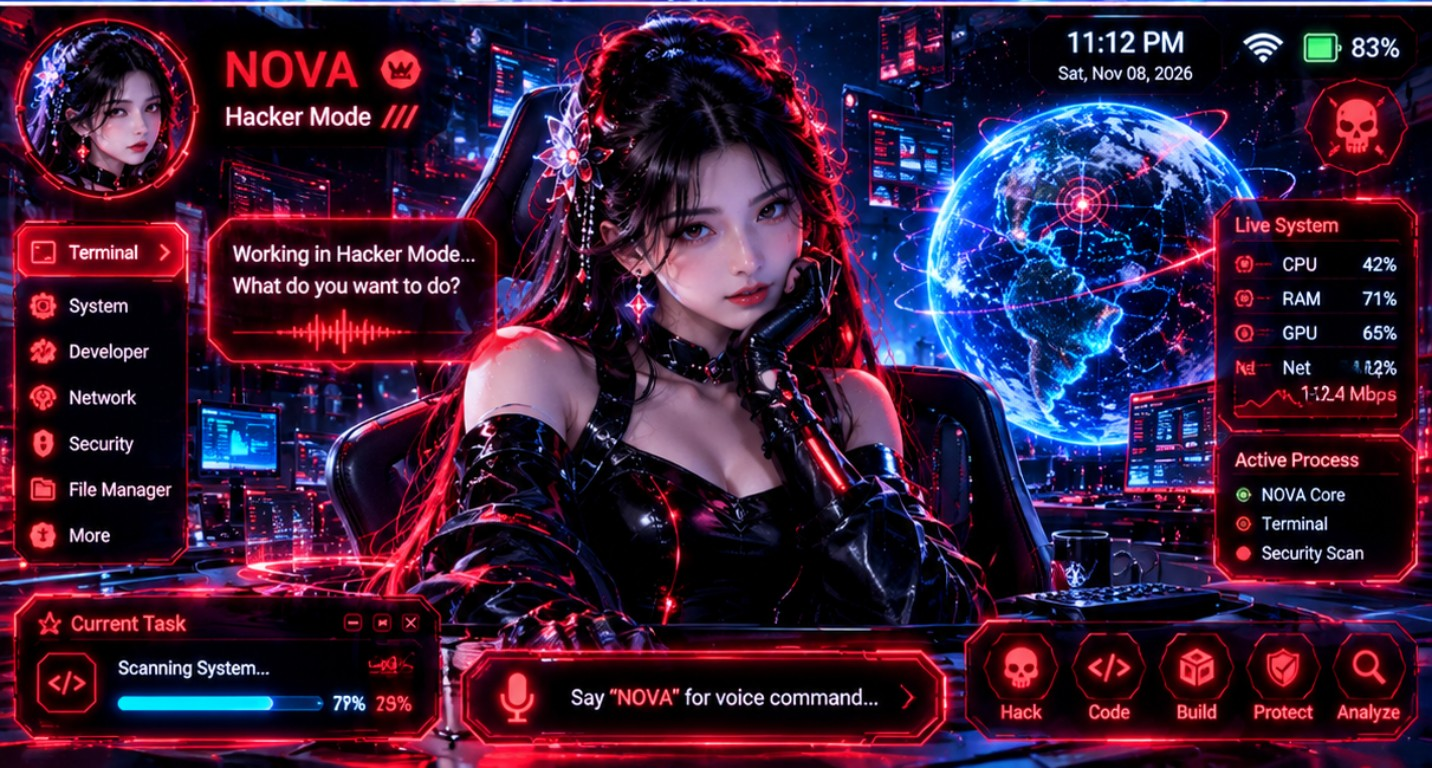 NOVA
Hacker Mode ///
11:12 PM
Sat, Nov 08, 2026
83%
Terminal
System
Developer
Network
Security
File Manager
More
Working in Hacker Mode...
What do you want to do?
Live System
CPU 42%
RAM 71%
GPU 65%
Net
Mbps
Active Process
NOVA Core
Terminal
Security Scan
Current Task
</>
Scanning System...
79% 29%
Say “NOVA” for voice command...
</>
Hack
Code
Build
Protect
Analyze